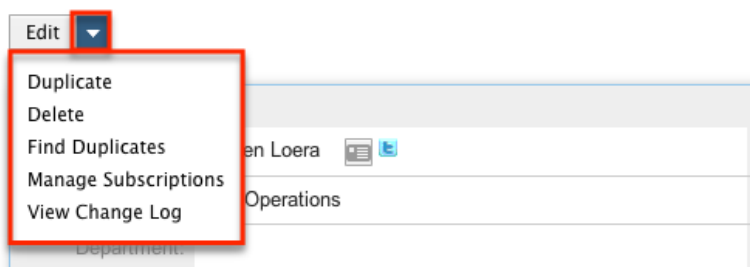 Edit
Duplicate
Delete
Find Duplicates
en Loera
Manage Subscriptions
Operations
View Change Log
Department: